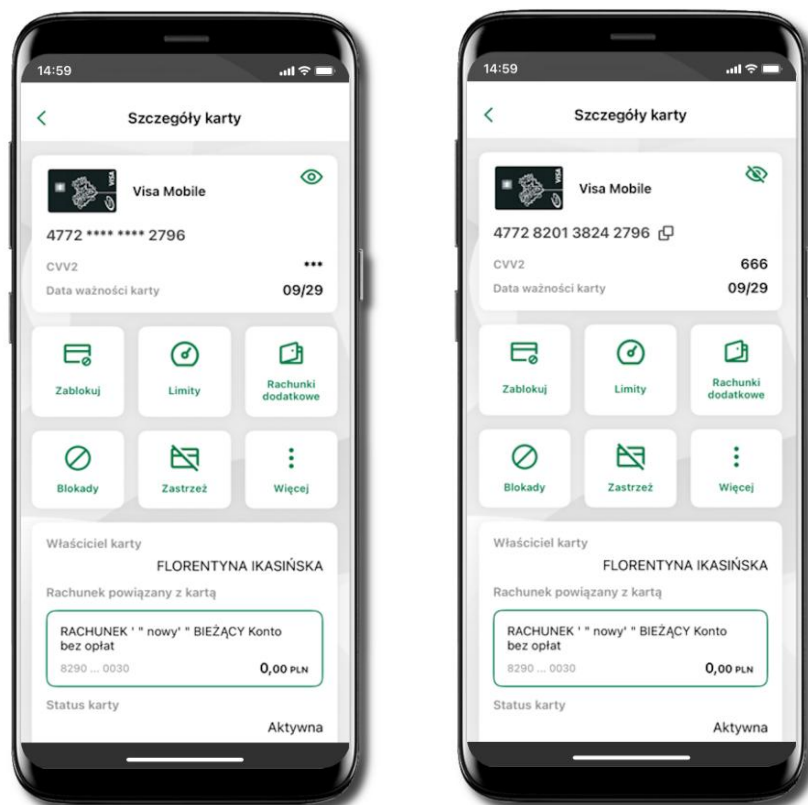 14:59
Szczegóły karty
VISA
Visa Mobile
4772 **** **** 2796
CVV2 ***
Data ważności karty 09/29
Zablokuj Limity Rachunki
dodatkowe
Blokady Zastrzeż Więcej
Właściciel karty
FLORENTYNA IKASIŃSKA
Rachunek powiązany z kartą
RACHUNEK ' " nowy' " BIEŻĄCY Konto
bez opłat
8290 ... 0030 0,00 PLN
Status karty
Aktywna
14:59
Szczegóły karty
VISA
Visa Mobile
4772 8201 3824 2796
CVV2 666
Data ważności karty 09/29
Zablokuj Limity Rachunki
dodatkowe
Blokady Zastrzeż Więcej
Właściciel karty
FLORENTYNA IKASIŃSKA
Rachunek powiązany z kartą
RACHUNEK ' " nowy' " BIEŻĄCY Konto
bez opłat
8290 ... 0030 0,00 PLN
Status karty
Aktywna